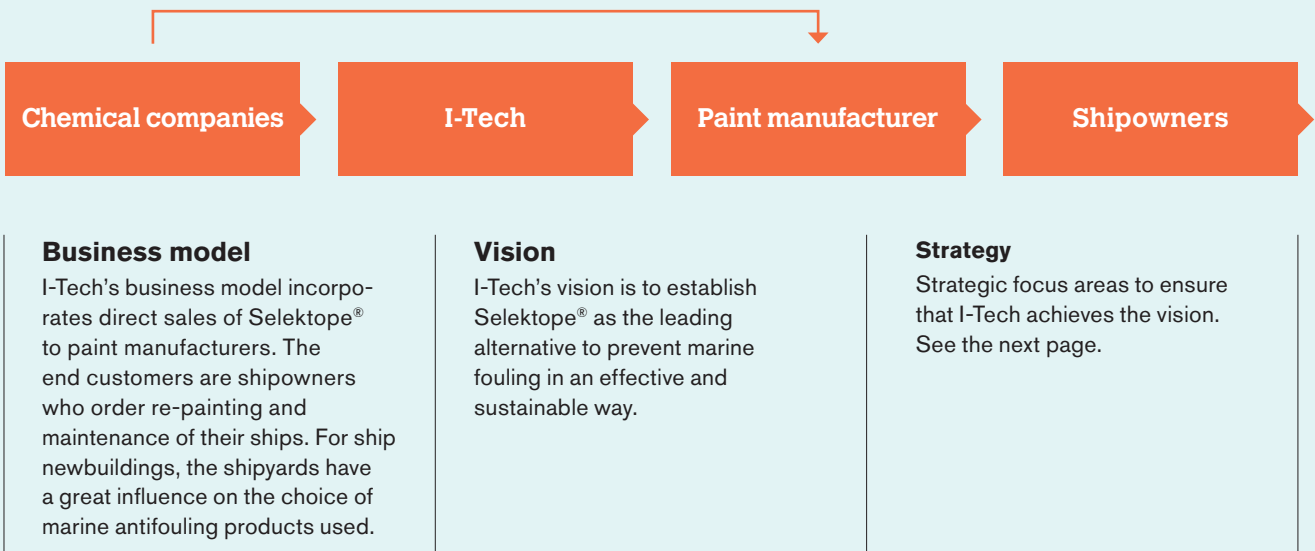 Chemical companies
I-Tech
Paint manufacturer
Shipowners
Business model
I-Tech's business model incorpo-
rates direct sales of Selektope®
to paint manufacturers. The
end customers are shipowners
who order re-painting and
maintenance of their ships. For ship
newbuildings, the shipyards have
a great influence on the choice of
marine antifouling products used.
Vision
I-Tech's vision is to establish
Selektope® as the leading
alternative to prevent marine
fouling in an effective and
sustainable way.
Strategy
Strategic focus areas to ensure
that I-Tech achieves the vision.
See the next page.